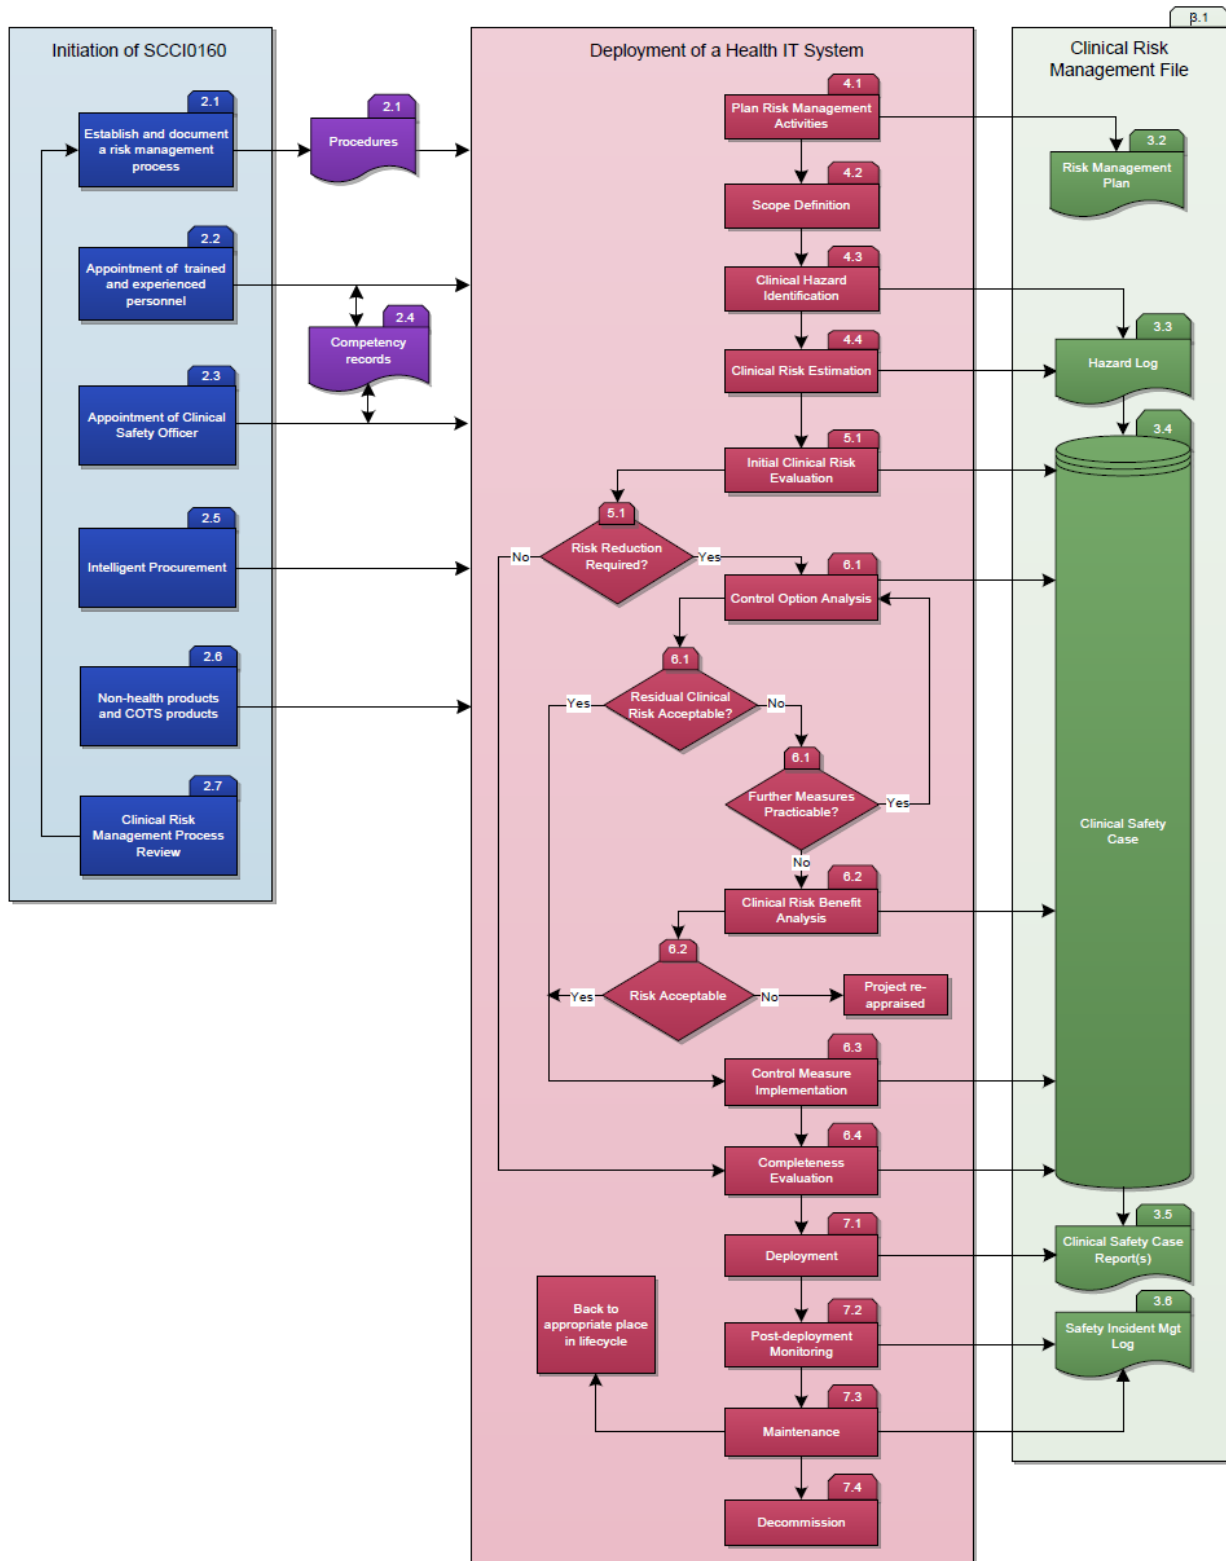 Initiation of SCCI0160
2.1
Establish and document
a risk management
process
2.2
Appointment of trained
and experienced
personnel
2.3
Appointment of Clinical
Safety Officer
2.5
Intelligent Procurement
2.6
Non-health products
and COTS products
2.7
Clinical Risk
Management Process
Review
2.1
Procedures
2.4
Competency
records
Deployment of a Health IT System
4.1
Plan Risk Management
Activities
4.2
Scope Definition
4.3
Clinical Hazard
Identification
4.4
Clinical Risk Estimation
5.1
Initial Clinical Risk
Evaluation
5.1
Risk Reduction
Required?
No
Yes
6.1
Control Option Analysis
6.1
Residual Clinical
Risk Acceptable?
Yes
No
6.1
Further Measures
Practicable?
Yes
No
6.2
Clinical Risk Benefit
Analysis
6.2
Risk Acceptable
Yes
No
Project re-
appraised
6.3
Control Measure
Implementation
6.4
Completeness
Evaluation
7.1
Deployment
7.2
Post-deployment
Monitoring
Back to
appropriate place
in lifecycle
7.3
Maintenance
7.4
Decommission
3.1
Clinical Risk
Management File
3.2
Risk Management
Plan
3.3
Hazard Log
3.4
Clinical Safety
Case
3.5
Clinical Safety Case
Report(s)
3.6
Safety Incident Mgt
Log